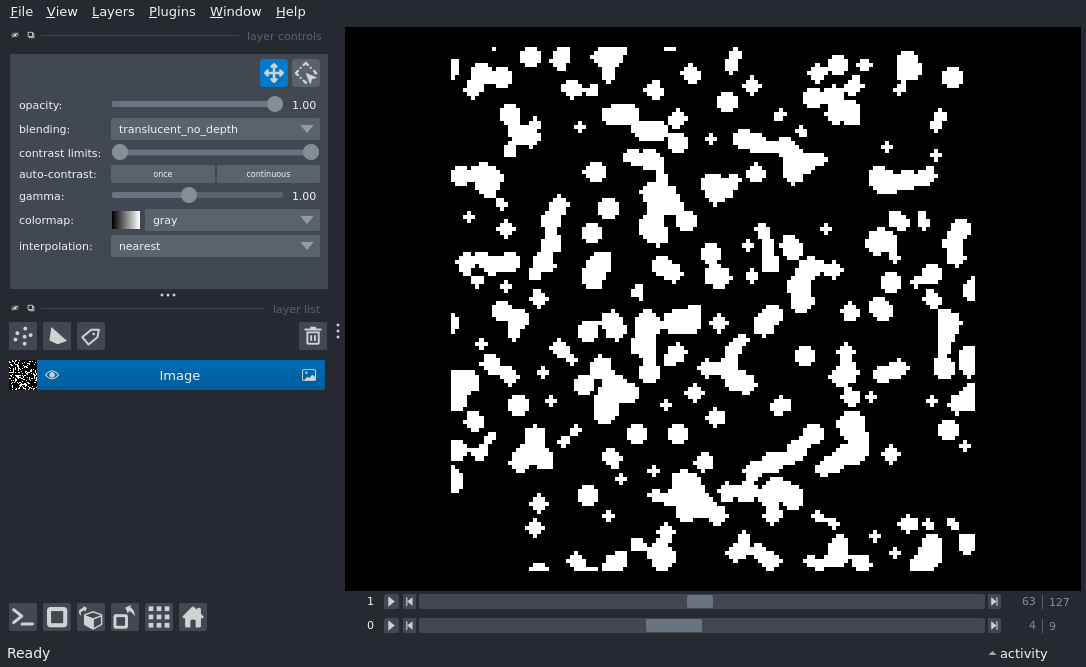 File View Layers Plugins Window Help
layer controls
opacity: 1.00
blending: translucent_no_depth
contrast limits:
auto-contrast: once continuous
gamma: 1.00
colormap: gray
interpolation: nearest
layer list
Image
1 63 127
0 4 9
Ready activity